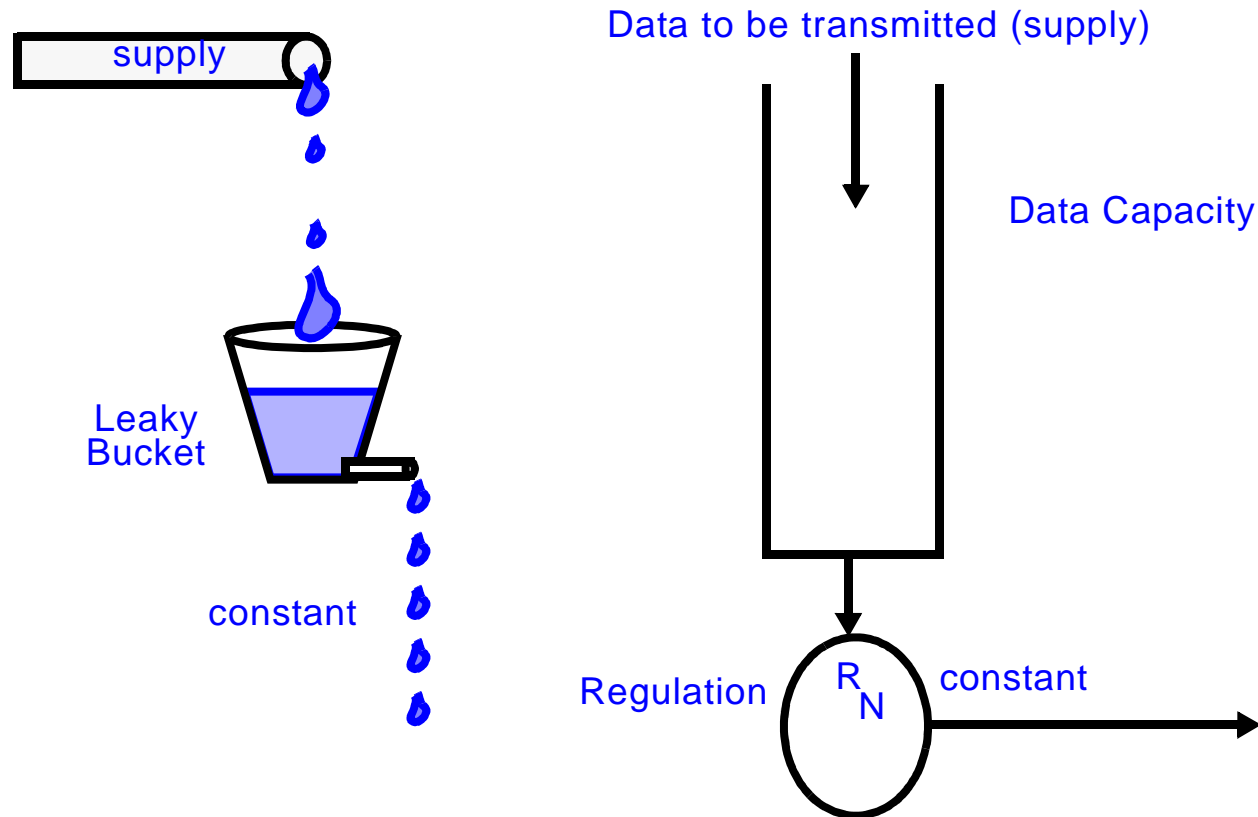 supply
Leaky
Bucket
constant
Data to be transmitted (supply)
Data Capacity
Regulation
R
N
constant